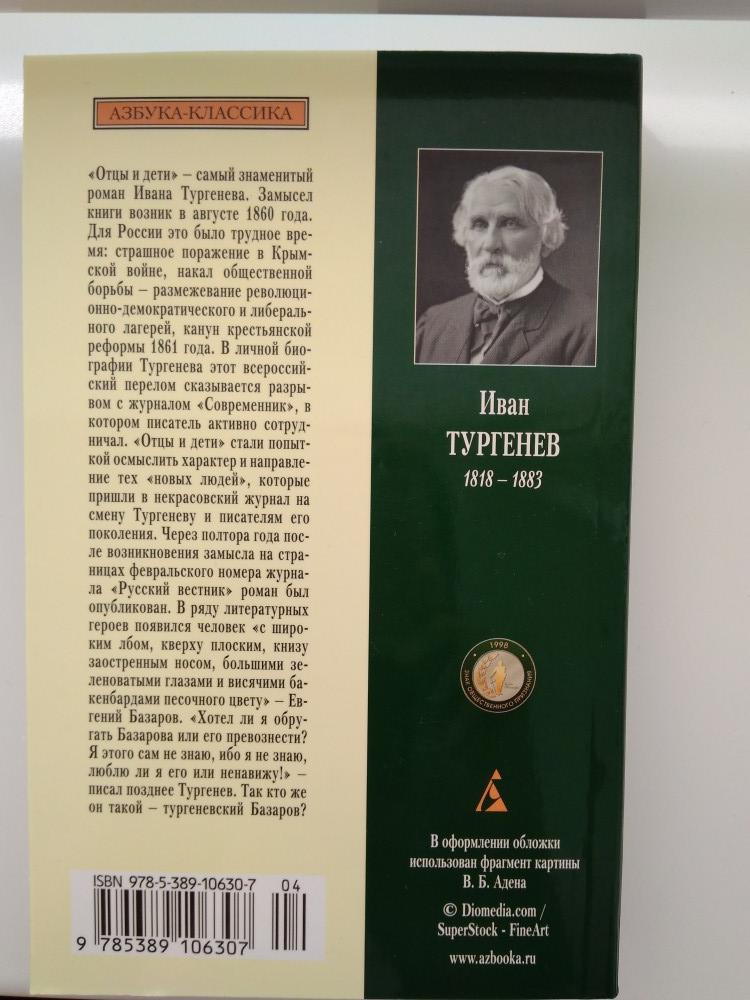 АЗБУКА-КЛАССИКА
«Отцы и дети» – самый знаменитый
роман Ивана Тургенева. Замысел
книги возник в августе 1860 года.
Для России это было трудное вре-
мя: страшное поражение в Крым-
ской войне, накал общественной
борьбы – размежевание революци-
онно-демократического и либераль-
ного лагерей, канун крестьянской
реформы 1861 года. В личной био-
графии Тургенева этот всероссий-
ский перелом сказывается разры-
вом с журналом «Современник», в
котором писатель активно сотруд-
ничал. «Отцы и дети» стали попыт-
кой осмыслить характер и направле-
ние тех «новых людей», которые
пришли в некрасовский журнал на
смену Тургеневу и писателям его
поколения. Через полтора года пос-
ле возникновения замысла на стра-
ницах февральского номера журна-
ла «Русский вестник» роман был
опубликован. В ряду литературных
героев появился человек «с широ-
ким лбом, кверху плоским, книзу
заостренным носом, большими зе-
леноватыми глазами и висячими ба-
кенбардами песочного цвету» – Ев-
гений Базаров. «Хотел ли я обру-
гать Базарова или его превознести?
Я этого сам не знаю, ибо я не знаю,
люблю ли я его или ненавижу!» –
писал позднее Тургенев. Так кто же
он такой – тургеневский Базаров?
ISBN 978-5-389-10630-7
04
9 785389 106307
Иван
ТУРГЕНЕВ
1818 – 1883
1998
ЗНАК ОБЩЕСТВЕННОГО ПРИЗНАНИЯ
В оформлении обложки
использован фрагмент картины
В. Б. Адена
© Diomedia.com /
SuperStock - FineArt
www.azbooka.ru